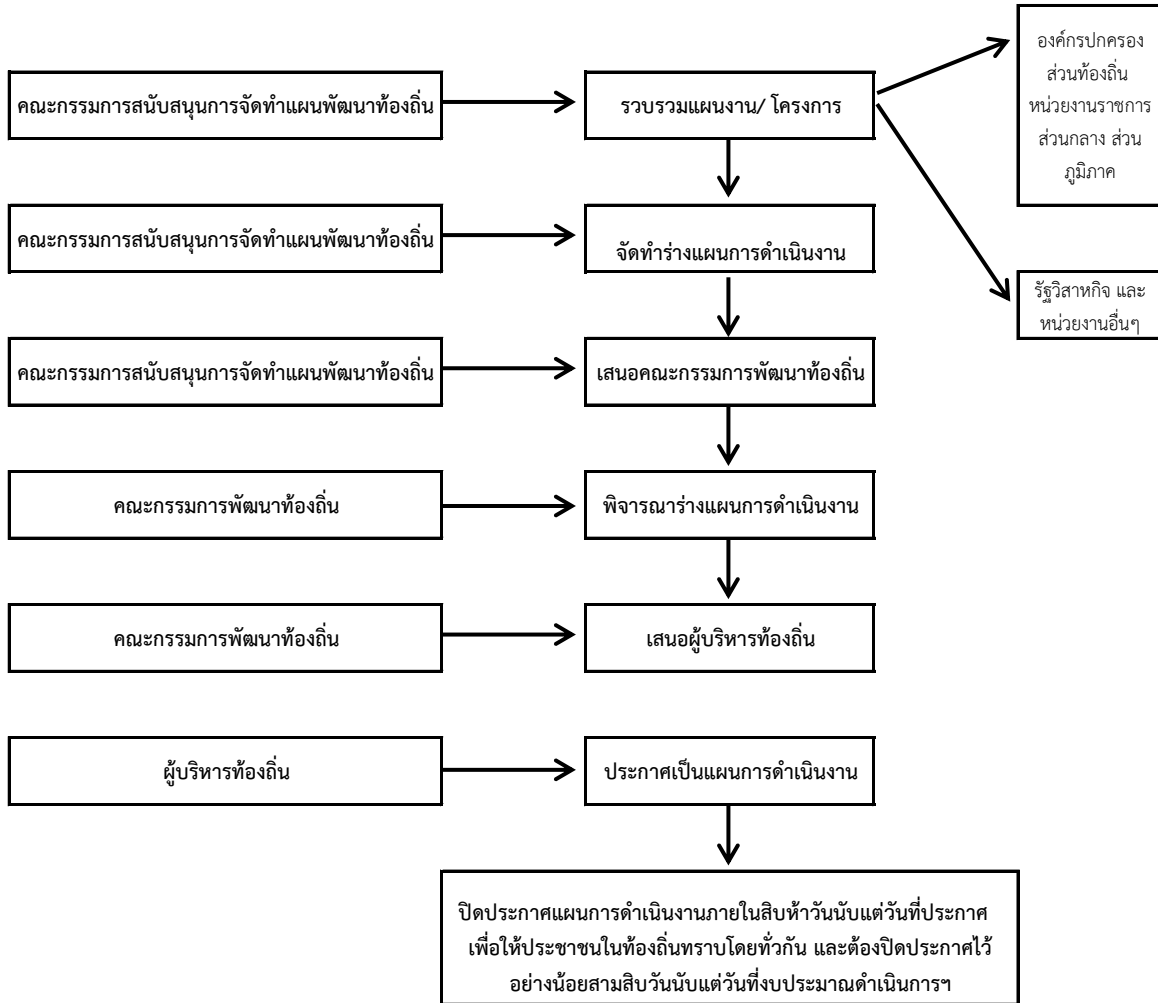 องค์กรปกครอง
ส่วนท้องถิ่น
หน่วยงานราชการ
ส่วนกลาง ส่วน
ภูมิภาค
คณะกรรมการสนับสนุนการจัดทำแผนพัฒนาท้องถิ่น
รวบรวมแผนงาน/ โครงการ
คณะกรรมการสนับสนุนการจัดทำแผนพัฒนาท้องถิ่น
จัดทำร่างแผนการดำเนินงาน
รัฐวิสาหกิจ และ
หน่วยงานอื่นๆ
คณะกรรมการสนับสนุนการจัดทำแผนพัฒนาท้องถิ่น
เสนอคณะกรรมการพัฒนาท้องถิ่น
คณะกรรมการพัฒนาท้องถิ่น
พิจารณาร่างแผนการดำเนินงาน
คณะกรรมการพัฒนาท้องถิ่น
เสนอผู้บริหารท้องถิ่น
ผู้บริหารท้องถิ่น
ประกาศเป็นแผนการดำเนินงาน
ปิดประกาศแผนการดำเนินงานภายในสิบห้าวันนับแต่วันที่ประกาศ
เพื่อให้ประชาชนในท้องถิ่นทราบโดยทั่วกัน และต้องปิดประกาศไว้
อย่างน้อยสามสิบวันนับแต่วันที่งบประมาณดำเนินการฯ